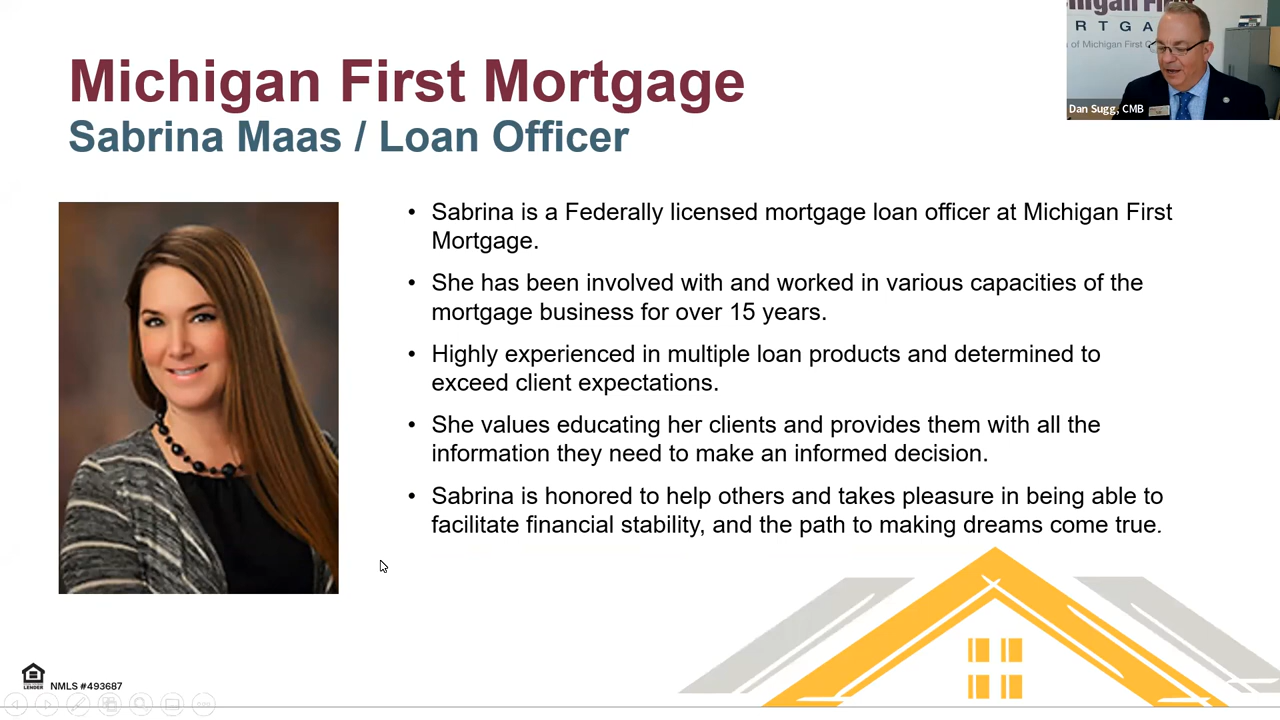 Michigan First Mortgage
Sabrina Maas / Loan Officer
RTGA
of Michigan First
Dan Sugg, CMB
• Sabrina is a Federally licensed mortgage loan officer at Michigan First
Mortgage.
• She has been involved with and worked in various capacities of the
mortgage business for over 15 years.
• Highly experienced in multiple loan products and determined to
exceed client expectations.
• She values educating her clients and provides them with all the
information they need to make an informed decision.
• Sabrina is honored to help others and takes pleasure in being able to
facilitate financial stability, and the path to making dreams come true.
LENDER
NMLS #493687